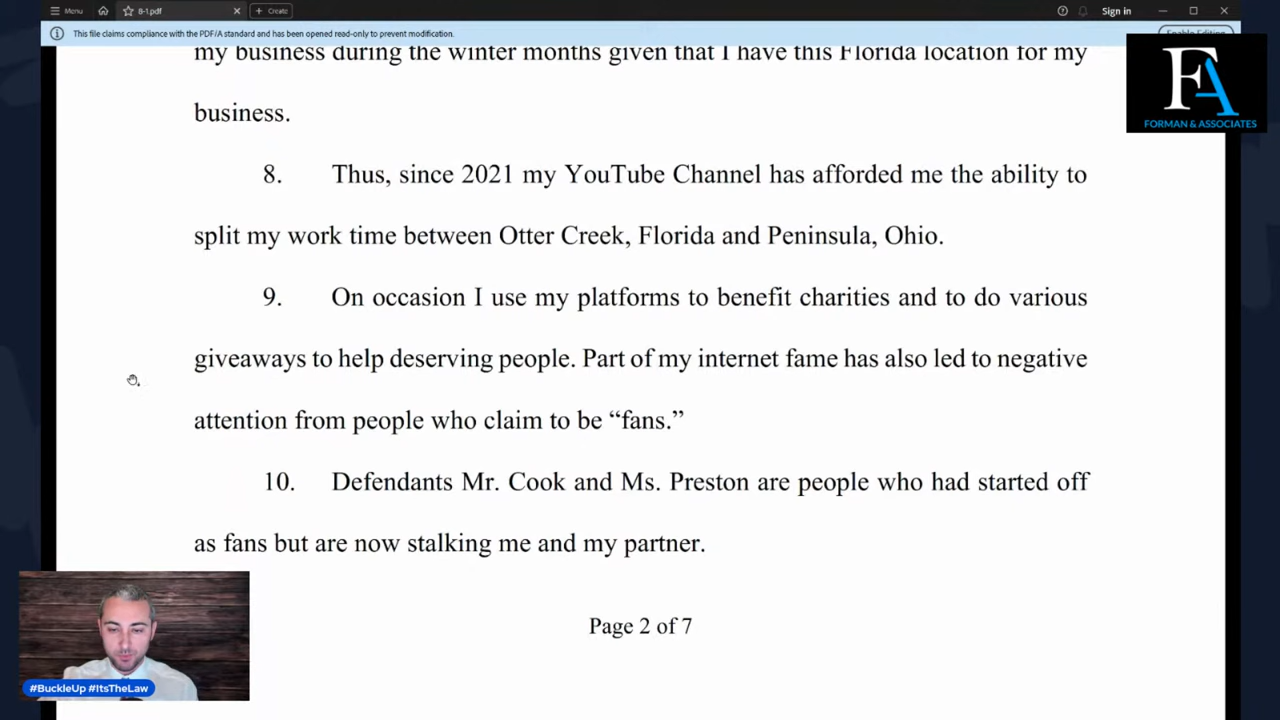 Menu
8-1.pdf
Create
Sign in
This file claims compliance with the PDF/A standard and has been opened read-only to prevent modification.
Enable Editing
my business during the winter months given that I have this Florida location for my
business.
FA
FORMAN & ASSOCIATES
8. Thus, since 2021 my YouTube Channel has afforded me the ability to
split my work time between Otter Creek, Florida and Peninsula, Ohio.
9. On occasion I use my platforms to benefit charities and to do various
giveaways to help deserving people. Part of my internet fame has also led to negative
attention from people who claim to be “fans.”
10. Defendants Mr. Cook and Ms. Preston are people who had started off
as fans but are now stalking me and my partner.
Page 2 of 7
#BuckleUp #ItsTheLaw